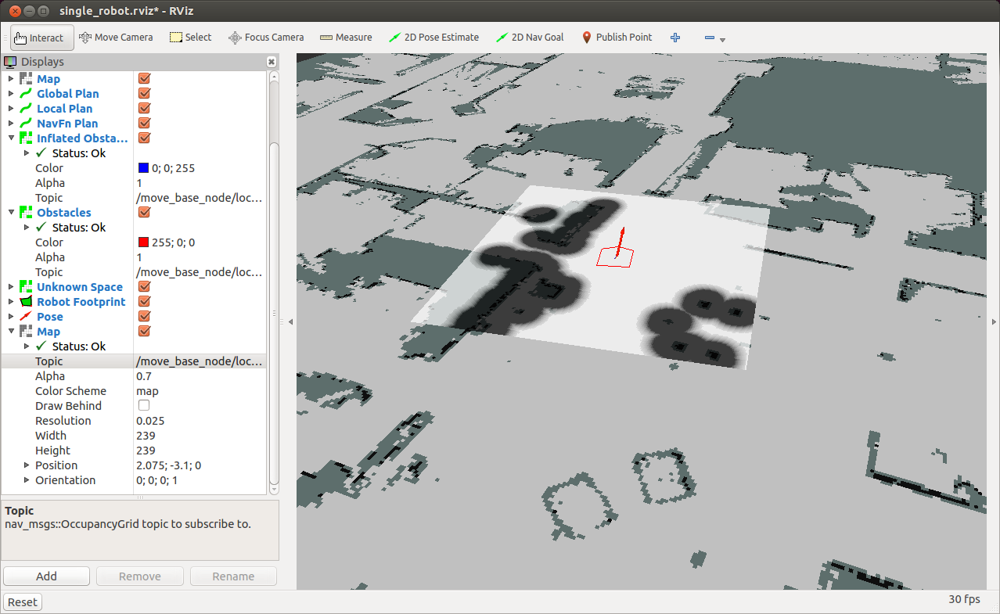 single_robot.rviz* - RViz
Interact Move Camera Select Focus Camera Measure 2D Pose Estimate 2D Nav Goal Publish Point
Displays
Map
Global Plan
Local Plan
NavFn Plan
Inflated Obsta...
Status: Ok
Color 0; 0; 255
Alpha 1
Topic /move_base_node/loc...
Obstacles
Status: Ok
Color 255; 0; 0
Alpha 1
Topic /move_base_node/loc...
Unknown Space
Robot Footprint
Pose
Map
Status: Ok
Topic /move_base_node/loc...
Alpha 0.7
Color Scheme map
Draw Behind
Resolution 0.025
Width 239
Height 239
Position 2.075; -3.1; 0
Orientation 0; 0; 0; 1
Topic
nav_msgs::OccupancyGrid topic to subscribe to.
Add Remove Rename
Reset 30 fps